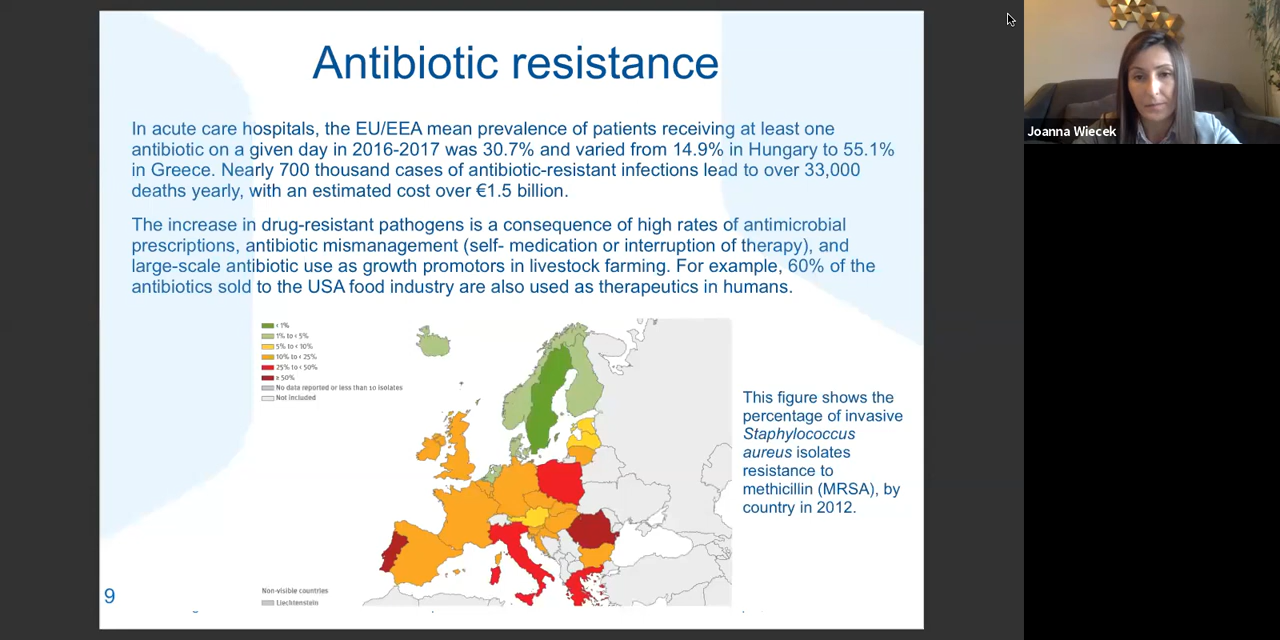 Antibiotic resistance
In acute care hospitals, the EU/EEA mean prevalence of patients receiving at least one
antibiotic on a given day in 2016-2017 was 30.7% and varied from 14.9% in Hungary to 55.1%
in Greece. Nearly 700 thousand cases of antibiotic-resistant infections lead to over 33,000
deaths yearly, with an estimated cost over €1.5 billion.
The increase in drug-resistant pathogens is a consequence of high rates of antimicrobial
prescriptions, antibiotic mismanagement (self- medication or interruption of therapy), and
large-scale antibiotic use as growth promotors in livestock farming. For example, 60% of the
antibiotics sold to the USA food industry are also used as therapeutics in humans.
< 1%
1% to < 5%
5% to < 10%
10% to < 25%
25% to < 50%
≥ 50%
No data reported or less than 10 isolates
Not included
This figure shows the
percentage of invasive
Staphylococcus
aureus isolates
resistance to
methicillin (MRSA), by
country in 2012.
Non-visible countries
Liechtenstein
9
Joanna Wiecek